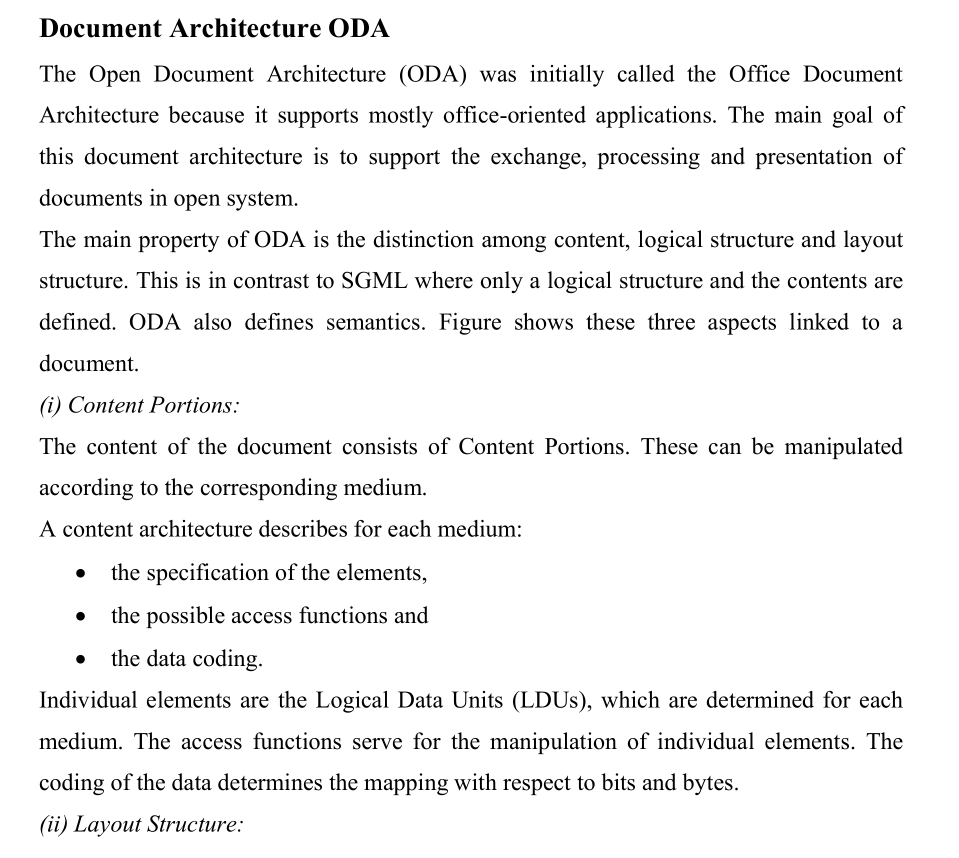 Document Architecture ODA
The Open Document Architecture (ODA) was initially called the Office Document
Architecture because it supports mostly office-oriented applications. The main goal of
this document architecture is to support the exchange, processing and presentation of
documents in open system.
The main property of ODA is the distinction among content, logical structure and layout
structure. This is in contrast to SGML where only a logical structure and the contents are
defined. ODA also defines semantics. Figure shows these three aspects linked to a
document.
(i) Content Portions:
The content of the document consists of Content Portions. These can be manipulated
according to the corresponding medium.
A content architecture describes for each medium:
• the specification of the elements,
• the possible access functions and
• the data coding.
Individual elements are the Logical Data Units (LDUs), which are determined for each
medium. The access functions serve for the manipulation of individual elements. The
coding of the data determines the mapping with respect to bits and bytes.
(ii) Layout Structure: